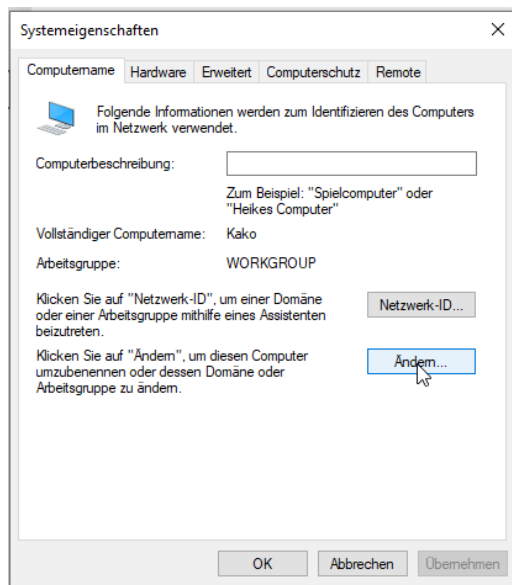 Systemeigenschaften
Computername Hardware Erweitert Computerschutz Remote
Folgende Informationen werden zum Identifizieren des Computers
im Netzwerk verwendet.
Computerbeschreibung:
Zum Beispiel: "Spielcomputer" oder
"Heikes Computer"
Vollständiger Computername: Kako
Arbeitsgruppe: WORKGROUP
Klicken Sie auf "Netzwerk-ID", um einer Domäne
oder einer Arbeitsgruppe mithilfe eines Assistenten
beizutreten.
Netzwerk-ID...
Klicken Sie auf "Ändern", um diesen Computer
umzubenennen oder dessen Domäne oder
Arbeitsgruppe zu ändern.
Ändern...
OK Abbrechen Übernehmen